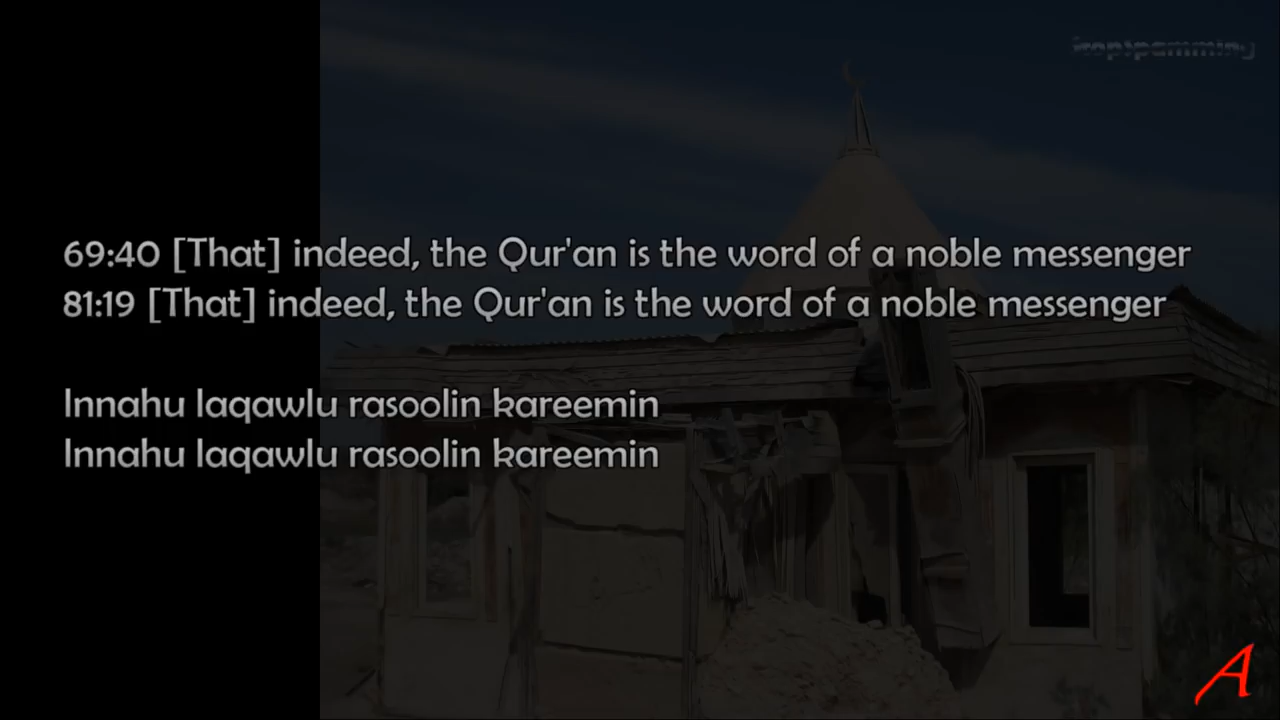 69:40 [That] indeed, the Qur'an is the word of a noble messenger
81:19 [That] indeed, the Qur'an is the word of a noble messenger
Innahu laqawlu rasoolin kareemin
Innahu laqawlu rasoolin kareemin
A